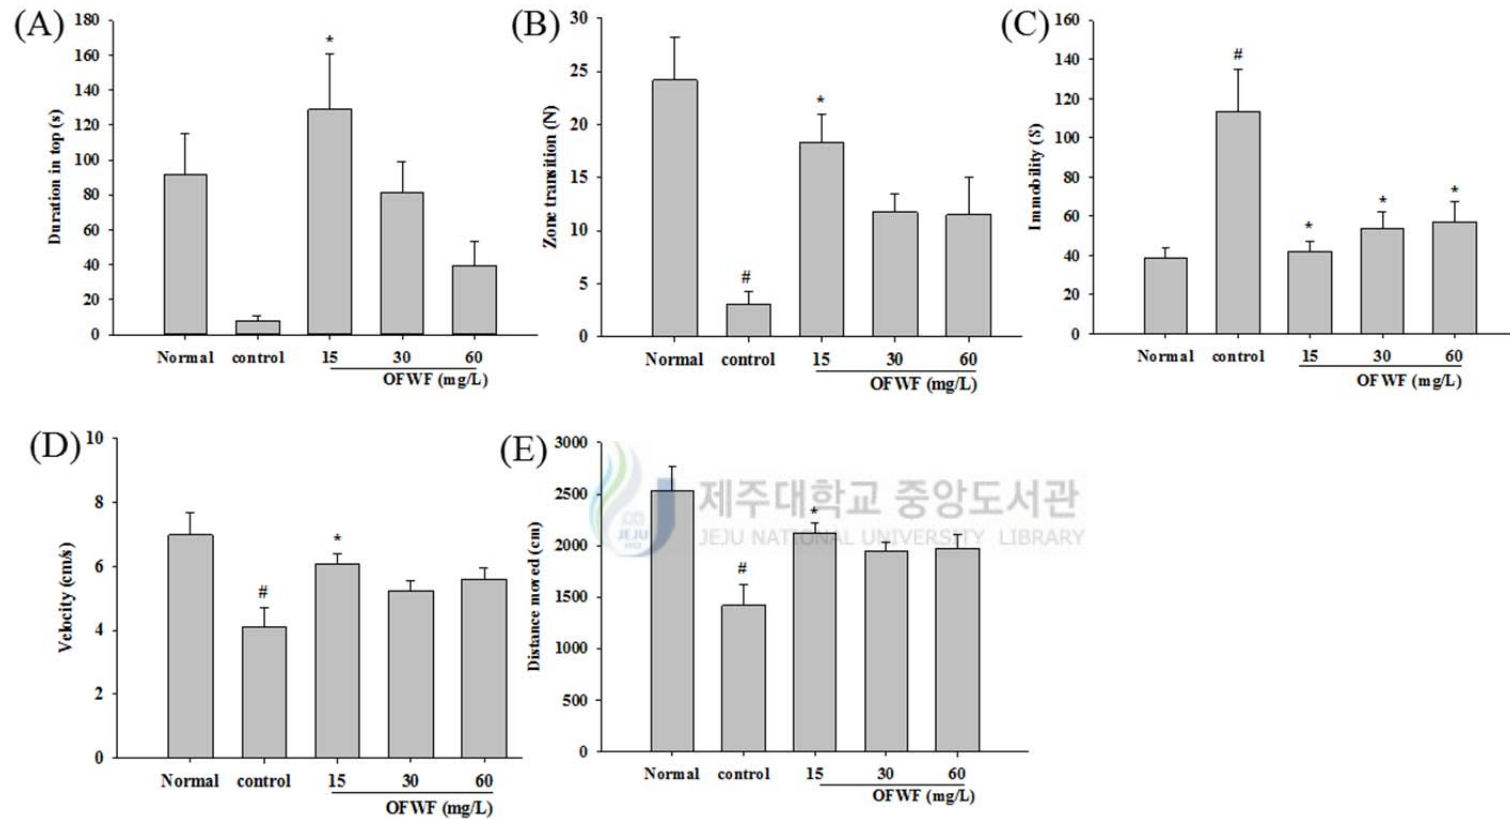 (A)
Duration in top (s)
180
160
140
120
100
80
60
40
20
0
*
Normal control 15 30 60
OFWF (mg/L)
(B)
Zone transition (N)
30
25
20
15
10
5
0
#
*
Normal control 15 30 60
OFWF (mg/L)
(C)
Immobility (S)
160
140
120
100
80
60
40
20
0
#
*
*
*
Normal control 15 30 60
OFWF (mg/L)
(D)
Velocity (cm/s)
10
8
6
4
2
0
#
*
Normal control 15 30 60
OFWF (mg/L)
(E)
Distance moved (cm)
3000
2500
2000
1500
1000
500
0
#
*
Normal control 15 30 60
OFWF (mg/L)
JEJU
1952
제주대학교 중앙도서관
JEJU NATIONAL UNIVERSITY LIBRARY